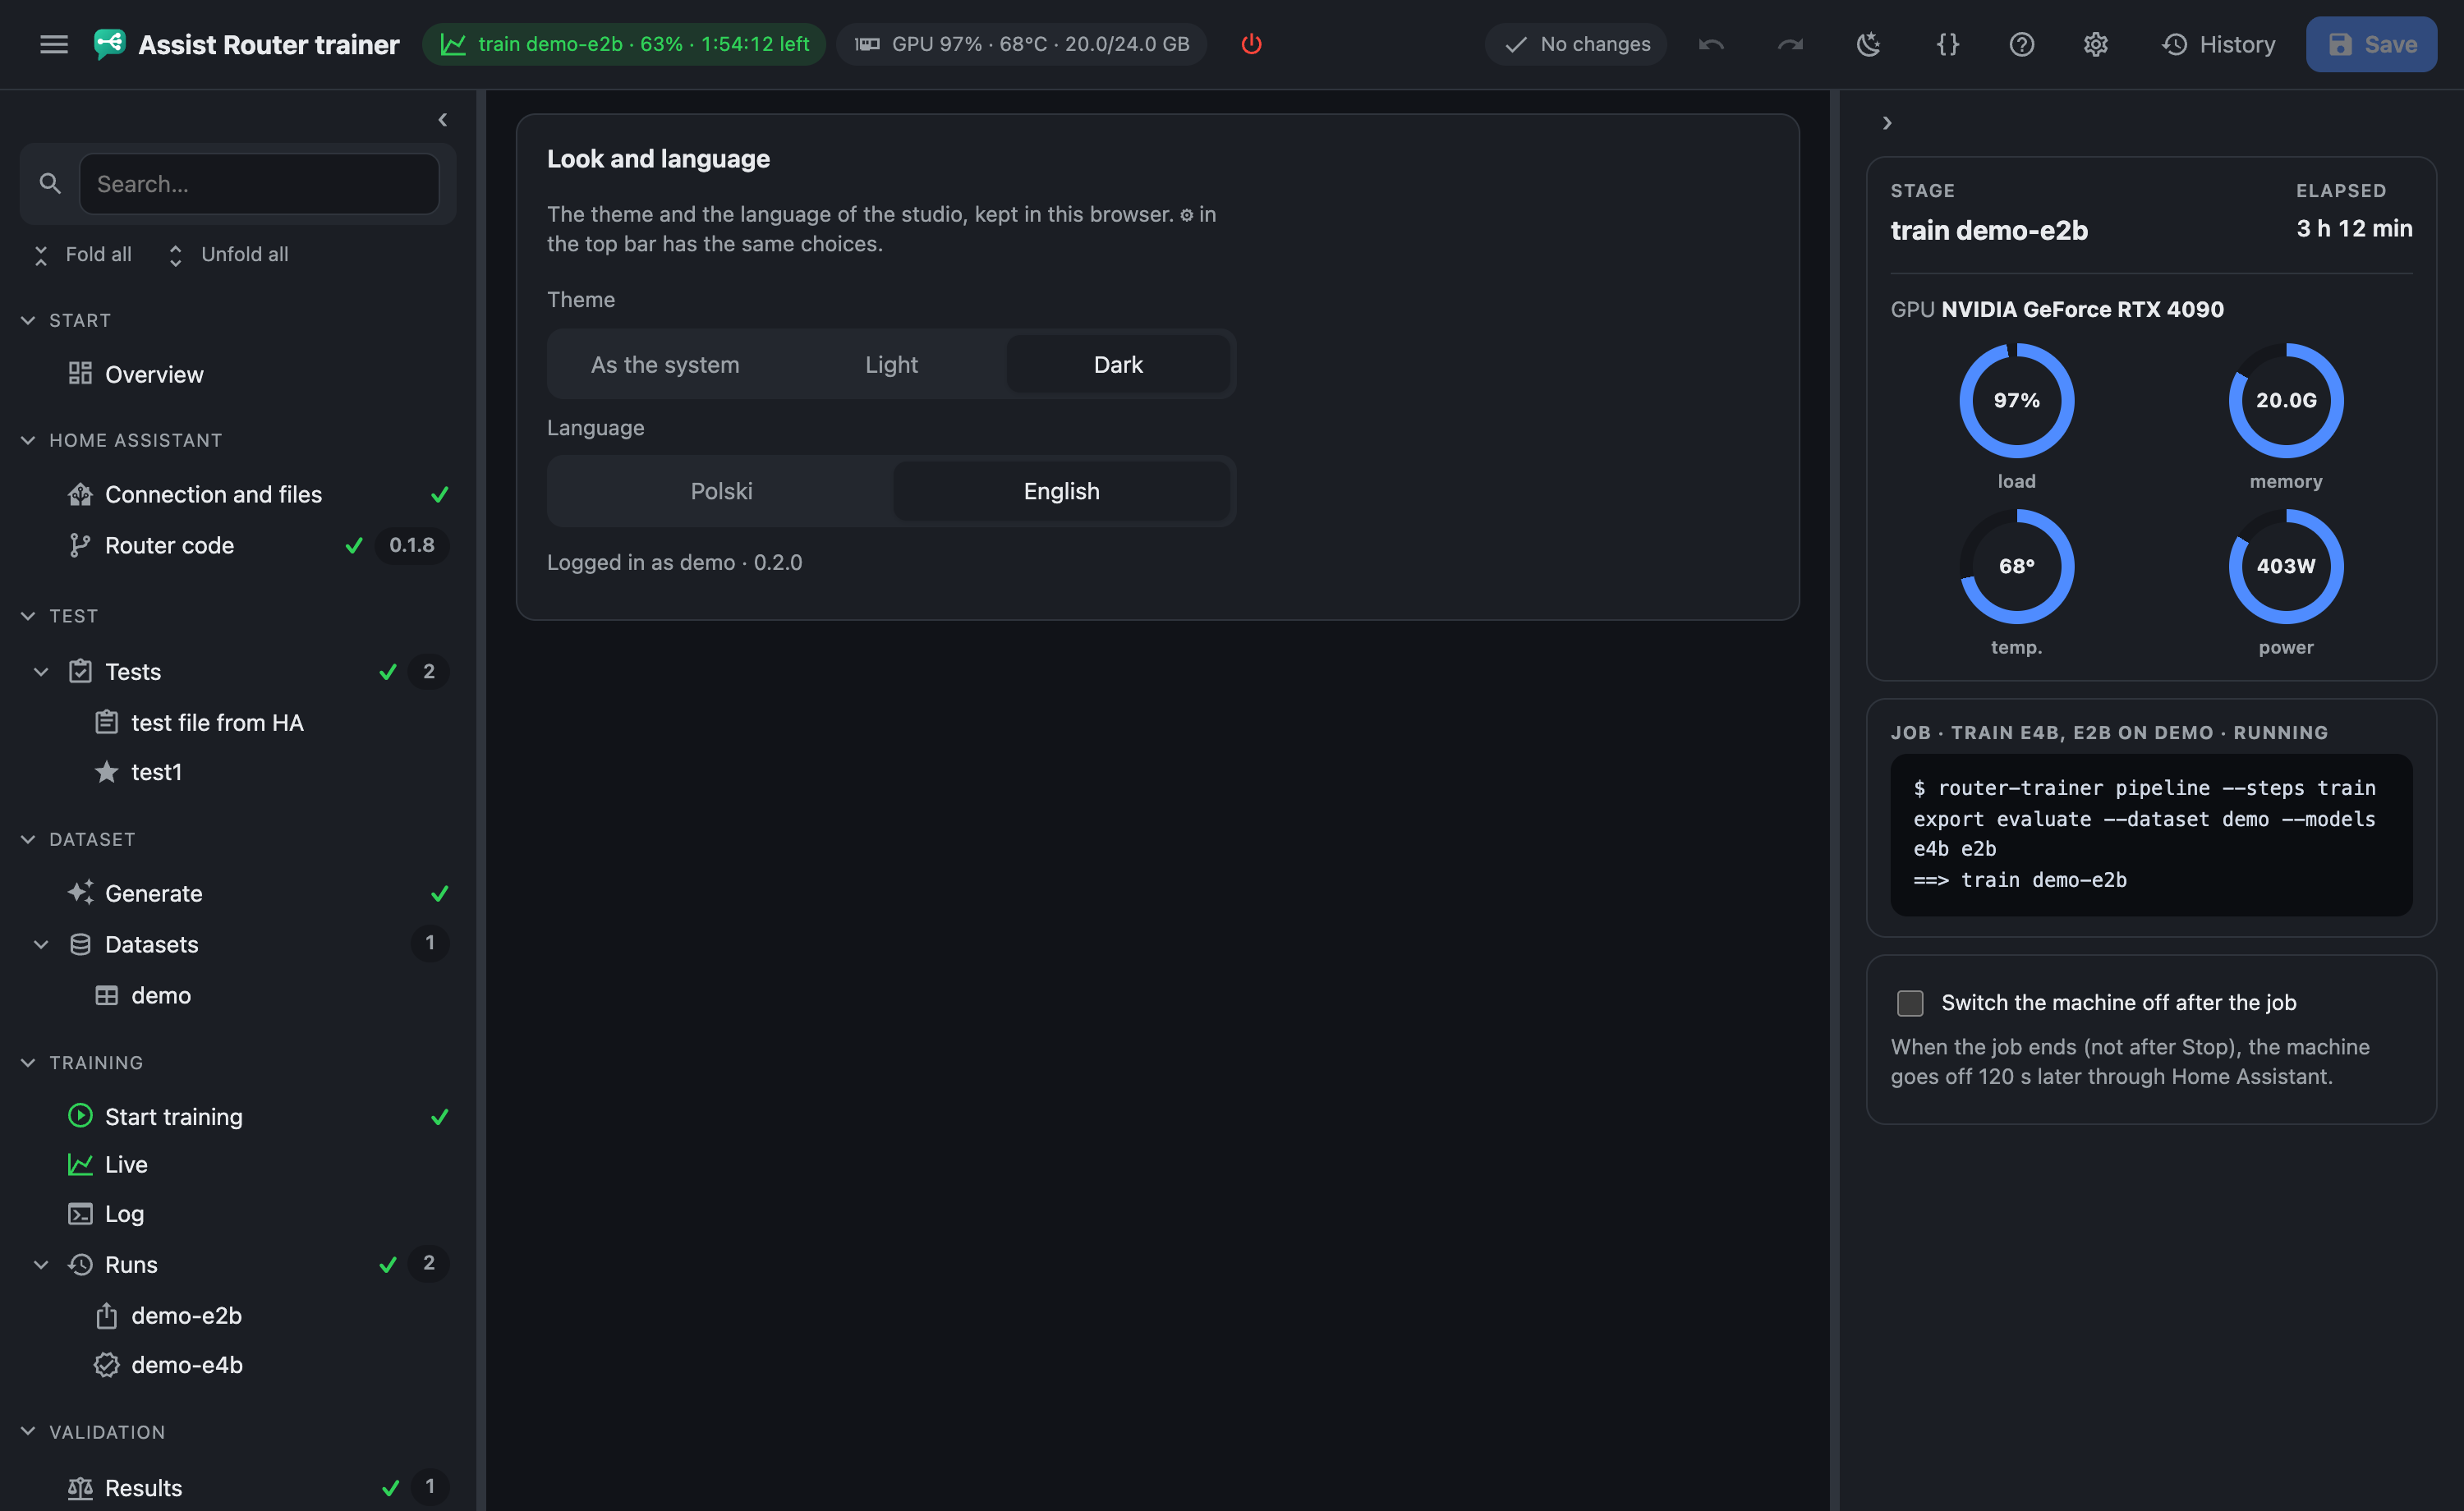 Assist Router trainer
train demo-e2b · 63% · 1:54:12 left
GPU 97% · 68°C · 20.0/24.0 GB
No changes
{}
History
Save
Search...
Fold all
Unfold all
START
Overview
HOME ASSISTANT
Connection and files
Router code
0.1.8
TEST
Tests
2
test file from HA
test1
DATASET
Generate
Datasets
1
demo
TRAINING
Start training
Live
Log
Runs
2
demo-e2b
demo-e4b
VALIDATION
Results
1
Look and language
The theme and the language of the studio, kept in this browser. ⚙ in
the top bar has the same choices.
Theme
As the system
Light
Dark
Language
Polski
English
Logged in as demo · 0.2.0
STAGE
ELAPSED
train demo-e2b
3 h 12 min
GPU NVIDIA GeForce RTX 4090
97%
20.0G
load
memory
68°
403W
temp.
power
JOB · TRAIN E4B, E2B ON DEMO · RUNNING
$ router-trainer pipeline --steps train
export evaluate --dataset demo --models
e4b e2b
==> train demo-e2b
Switch the machine off after the job
When the job ends (not after Stop), the machine
goes off 120 s later through Home Assistant.